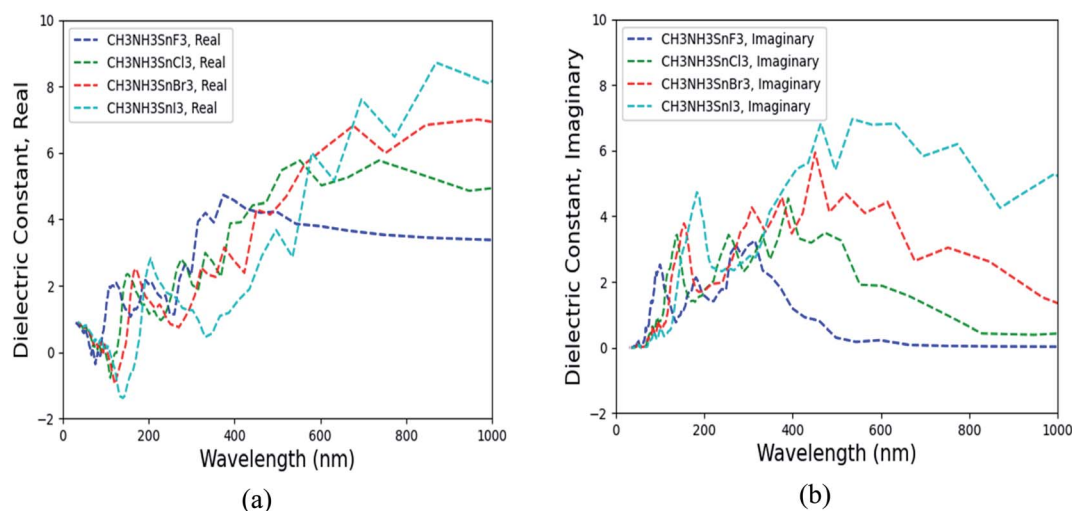 10
8
6
4
2
0
−2
Dielectric Constant, Real
CH3NH3SnF3, Real
CH3NH3SnCl3, Real
CH3NH3SnBr3, Real
CH3NH3SnI3, Real
0 200 400 600 800 1000
Wavelength (nm)
(a)
10
8
6
4
2
0
−2
Dielectric Constant, Imaginary
CH3NH3SnF3, Imaginary
CH3NH3SnCl3, Imaginary
CH3NH3SnBr3, Imaginary
CH3NH3SnI3, Imaginary
0 200 400 600 800 1000
Wavelength (nm)
(b)